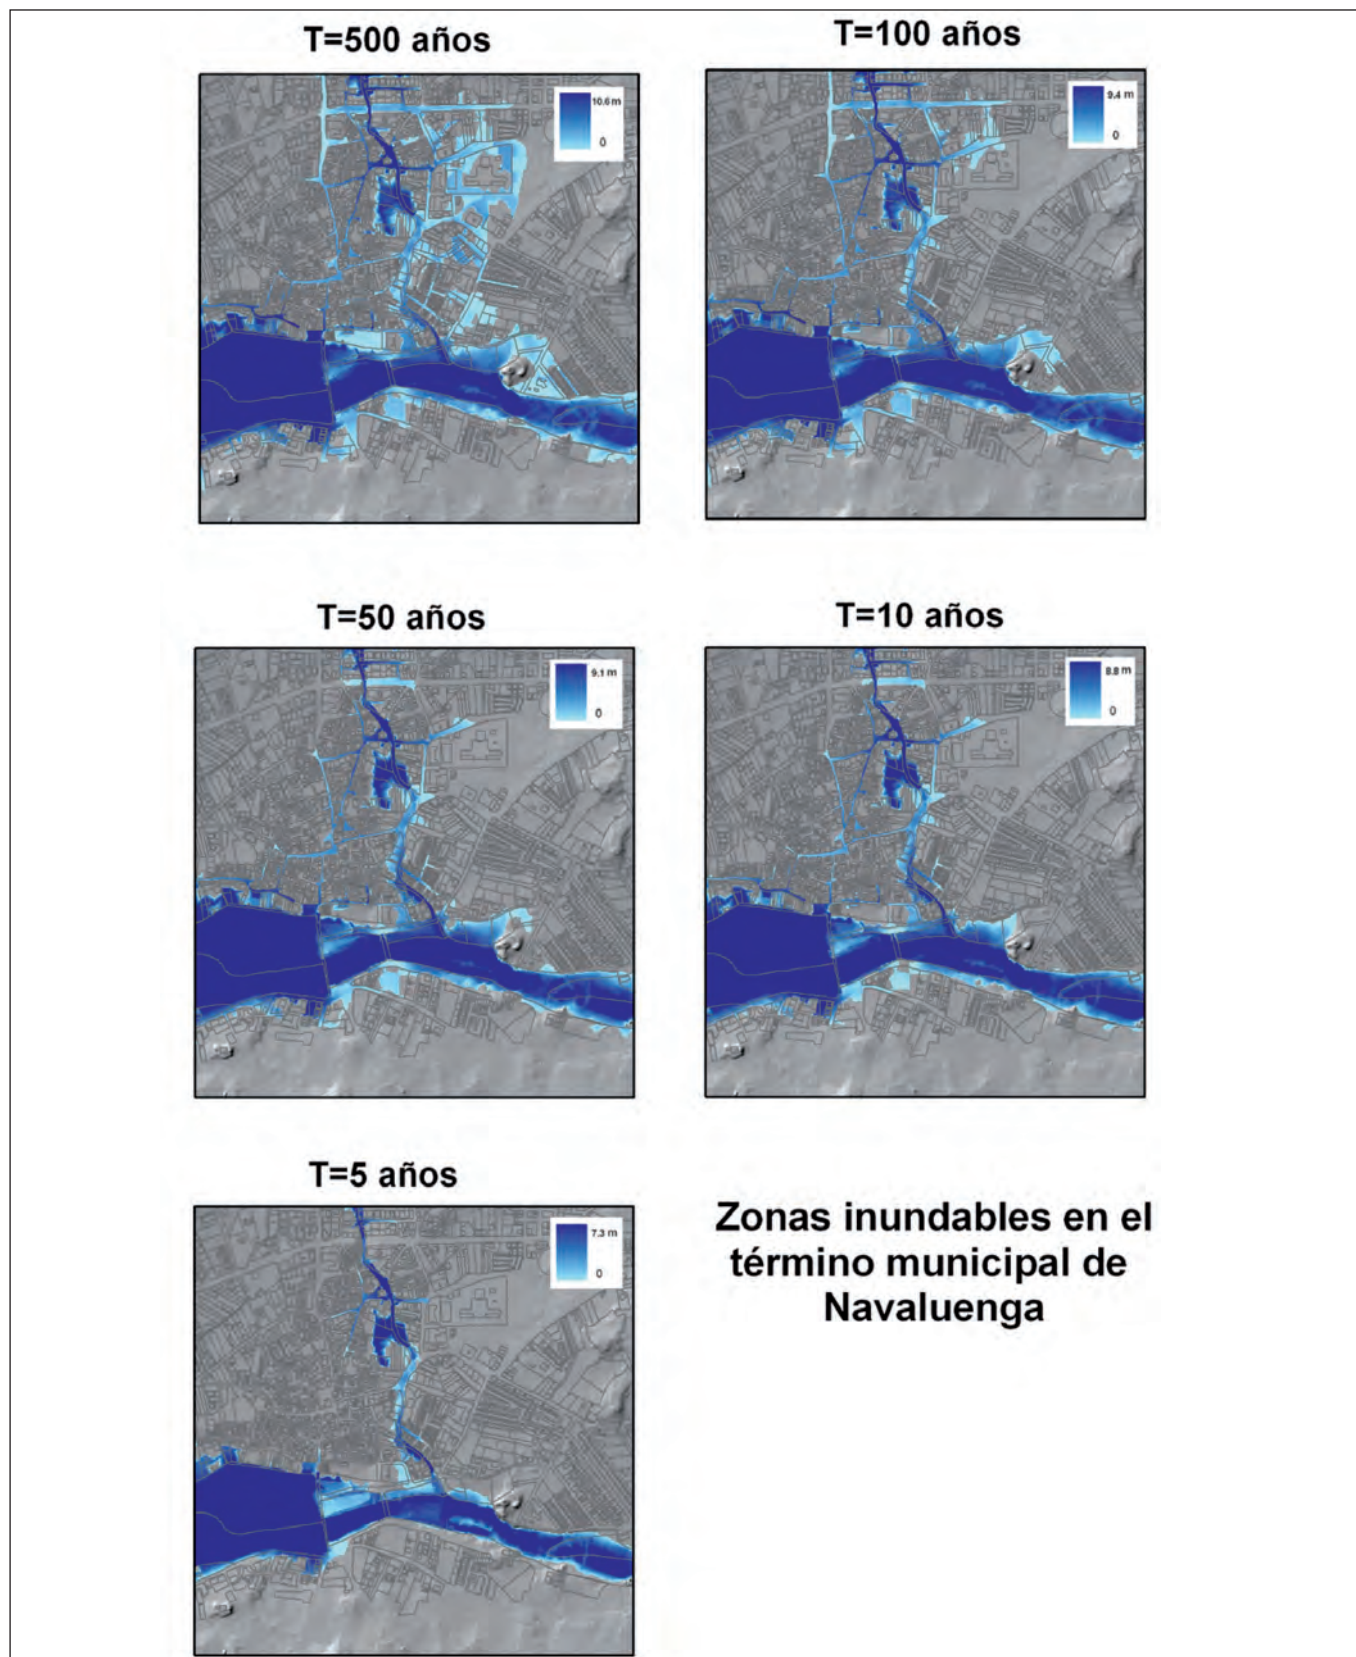 T=500 años
10.6 m
0
T=100 años
9.4 m
0
T=50 años
9.1 m
0
T=10 años
8.8 m
0
T=5 años
7.3 m
0
Zonas inundables en el
término municipal de
Navaluenga